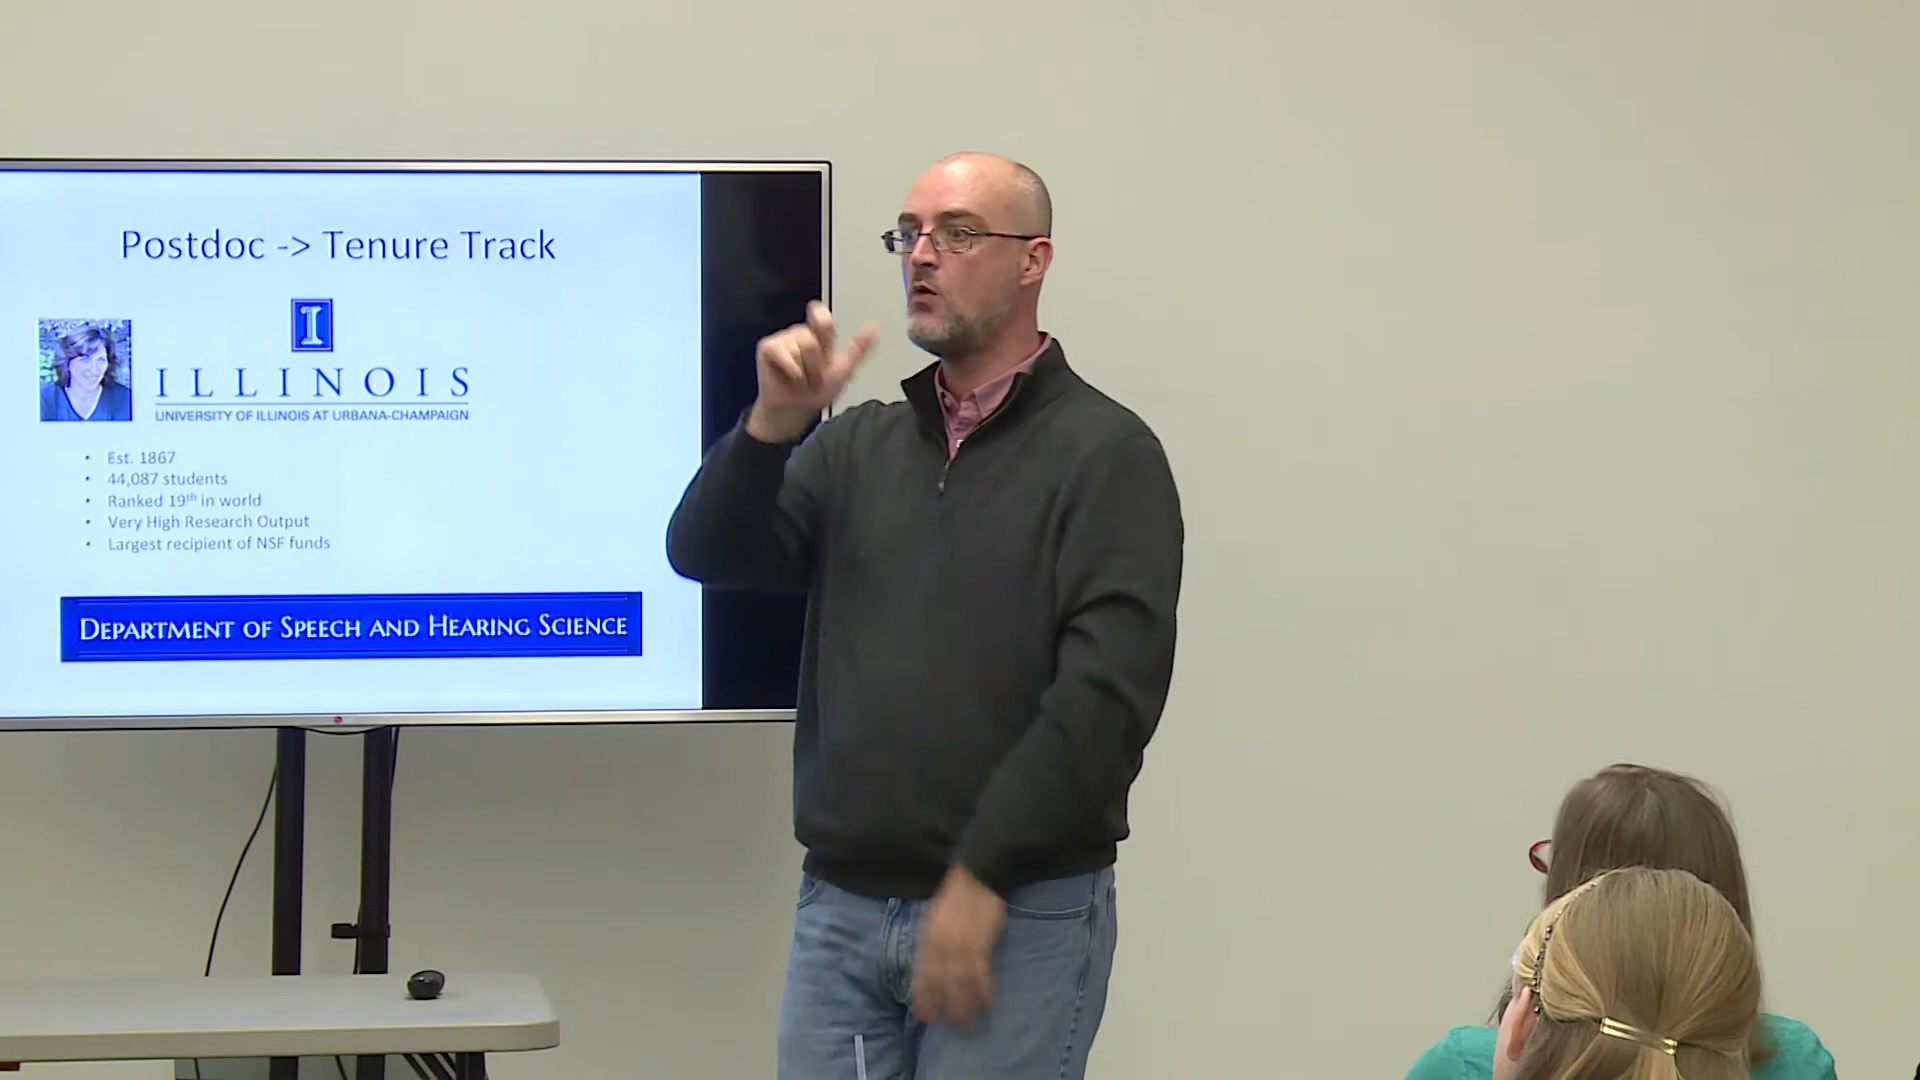 Postdoc -> Tenure Track
I
ILLINOIS
UNIVERSITY OF ILLINOIS AT URBANA-CHAMPAIGN
• Est. 1867
• 44,087 students
• Ranked 19th in world
• Very High Research Output
• Largest recipient of NSF funds
DEPARTMENT OF SPEECH AND HEARING SCIENCE